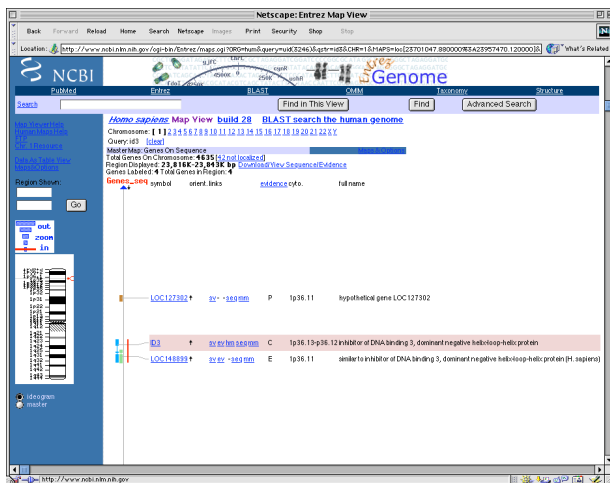 Netscape: Entrez Map View
Back Forward Reload Home Search Netscape Images Print Security Shop Stop
Location: http://www.ncbi.nlm.nih.gov/cgi-bin/Entrez/maps.cgi?ORG=hum&query=uid(3246)&qstr=id3&CHR=1&MAPS=loc[23701047.880000%3A23957470.120000]& What's Related
NCBI
Entrez
Genome
PubMed Entrez BLAST OMIM Taxonomy Structure
Search Find in This View Find Advanced Search
Homo sapiens Map View build 28 BLAST search the human genome
Map Viewer Help
Human Maps Help
FTP
Chr. 1 Resource
Data As Table View
Maps&Options
Chromosome: [ 1 ] 2 3 4 5 6 7 8 9 10 11 12 13 14 15 16 17 18 19 20 21 22 X Y
Query: id3 [clear]
Master Map: Genes On Sequence Maps & Options
Total Genes On Chromosome: 4635 [42 not localized]
Region Displayed: 23,816K-23,843K bp Download/View Sequence/Evidence
Genes Labeled: 4 Total Genes in Region: 4
Region Shown:
Go
out
zoom
in
Genes_seq symbol orient. links evidence cyto. full name
LOC127302 sv - - seq mm P 1p36.11 hypothetical gene LOC127302
ID3 sv ev hm seq mm C 1p36.13-p36.12 inhibitor of DNA binding 3, dominant negative helix-loop-helix protein
LOC148899 sv ev - seq mm E 1p36.11 similar to inhibitor of DNA binding 3, dominant negative helix-loop-helix protein (H. sapiens)
ideogram
master
http://www.ncbi.nlm.nih.gov